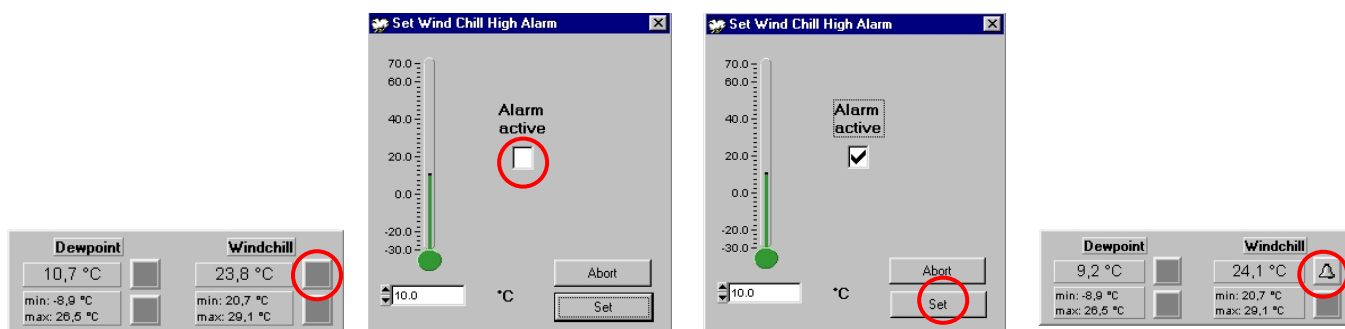 Dewpoint Windchill
10,7 °C 23,8 °C
min: -8,9 °C min: 20,7 °C
max: 26,5 °C max: 29,1 °C
Set Wind Chill High Alarm
70.0
60.0
40.0
20.0
0.0
-20.0
-30.0
Alarm
active
Abort
10.0 °C Set
Set Wind Chill High Alarm
70.0
60.0
40.0
20.0
0.0
-20.0
-30.0
Alarm
active
Abort
10.0 °C Set
Dewpoint Windchill
9,2 °C 24,1 °C
min: -8,9 °C min: 20,7 °C
max: 26,5 °C max: 29,1 °C